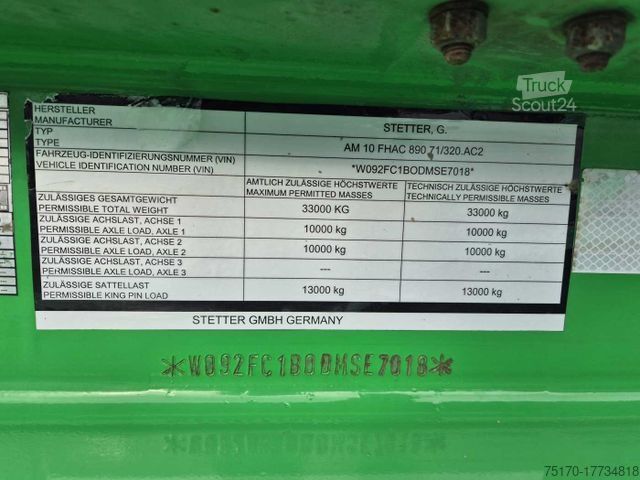 Truck
Scout24
HERSTELLER
MANUFACTURER STETTER, G.
TYP
TYPE AM 10 FHAC 890 71/320.AC2
FAHRZEUG-IDENTIFIZIERUNGSNUMMER (VIN)
VEHICLE IDENTIFICATION NUMBER (VIN) *W092FC1BODMSE7018*
AMTLICH ZULÄSSIGE HÖCHSTWERTE TECHNISCH ZULÄSSIGE HÖCHSTWERTE
MAXIMUM PERMITTED MASSES TECHNICALLY PERMISSIBLE MASSES
ZULÄSSIGES GESAMTGEWICHT
PERMISSIBLE TOTAL WEIGHT 33000 KG 33000 kg
ZULÄSSIGE ACHSLAST, ACHSE 1
PERMISSIBLE AXLE LOAD, AXLE 1 10000 kg 10000 kg
ZULÄSSIGE ACHSLAST, ACHSE 2
PERMISSIBLE AXLE LOAD, AXLE 2 10000 kg 10000 kg
ZULÄSSIGE ACHSLAST, ACHSE 3
PERMISSIBLE AXLE LOAD, AXLE 3 --- ---
ZULÄSSIGE SATTELLAST
PERMISSIBLE KING PIN LOAD 13000 kg 13000 kg
STETTER GMBH GERMANY
*W092FC1B0DMSE7018*
75170-17734818